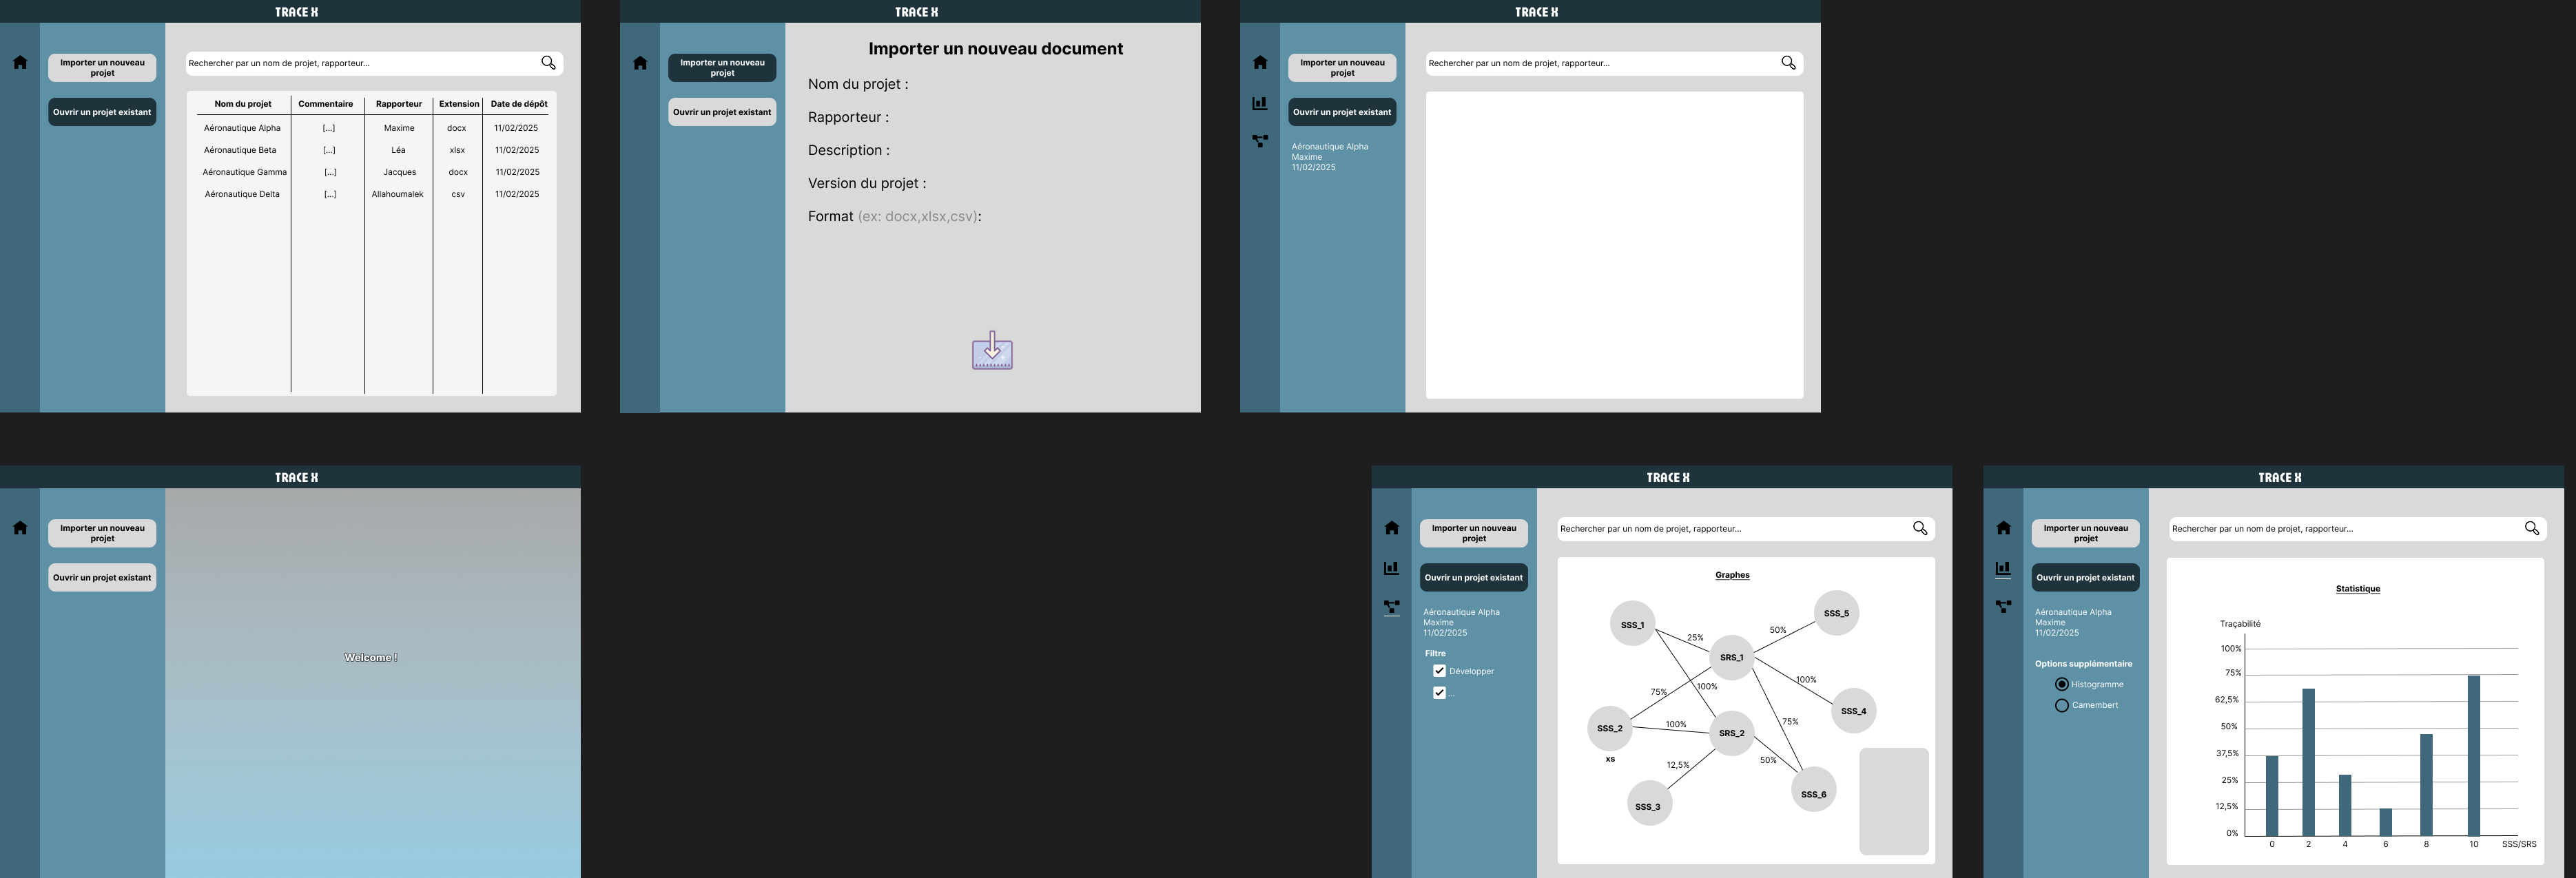 TRACE X
Importer un nouveau
projet
Ouvrir un projet existant
Rechercher par un nom de projet, rapporteur...
Nom du projet Commentaire Rapporteur Extension Date de dépôt
Aéronautique Alpha [...] Maxime docx 11/02/2025
Aéronautique Beta [...] Léa xlsx 11/02/2025
Aéronautique Gamma [...] Jacques docx 11/02/2025
Aéronautique Delta [...] Allahoumalek csv 11/02/2025
TRACE X
Importer un nouveau
projet
Ouvrir un projet existant
Importer un nouveau document
Nom du projet :
Rapporteur :
Description :
Version du projet :
Format (ex: docx,xlsx,csv):
TRACE X
Importer un nouveau
projet
Ouvrir un projet existant
Aéronautique Alpha
Maxime
11/02/2025
Rechercher par un nom de projet, rapporteur...
TRACE X
Importer un nouveau
projet
Ouvrir un projet existant
Welcome !
TRACE X
Importer un nouveau
projet
Ouvrir un projet existant
Aéronautique Alpha
Maxime
11/02/2025
Filtre
Développer
...
Rechercher par un nom de projet, rapporteur...
Graphes
SSS_5
SSS_1
50%
25%
SRS_1
100%
100%
75%
SSS_4
75%
100%
SSS_2
SRS_2
xs
50%
12,5%
SSS_6
SSS_3
TRACE X
Importer un nouveau
projet
Ouvrir un projet existant
Aéronautique Alpha
Maxime
11/02/2025
Options supplémentaire
Histogramme
Camembert
Rechercher par un nom de projet, rapporteur...
Statistique
Traçabilité
100%
75%
62,5%
50%
37,5%
25%
12,5%
0%
0 2 4 6 8 10 SSS/SRS